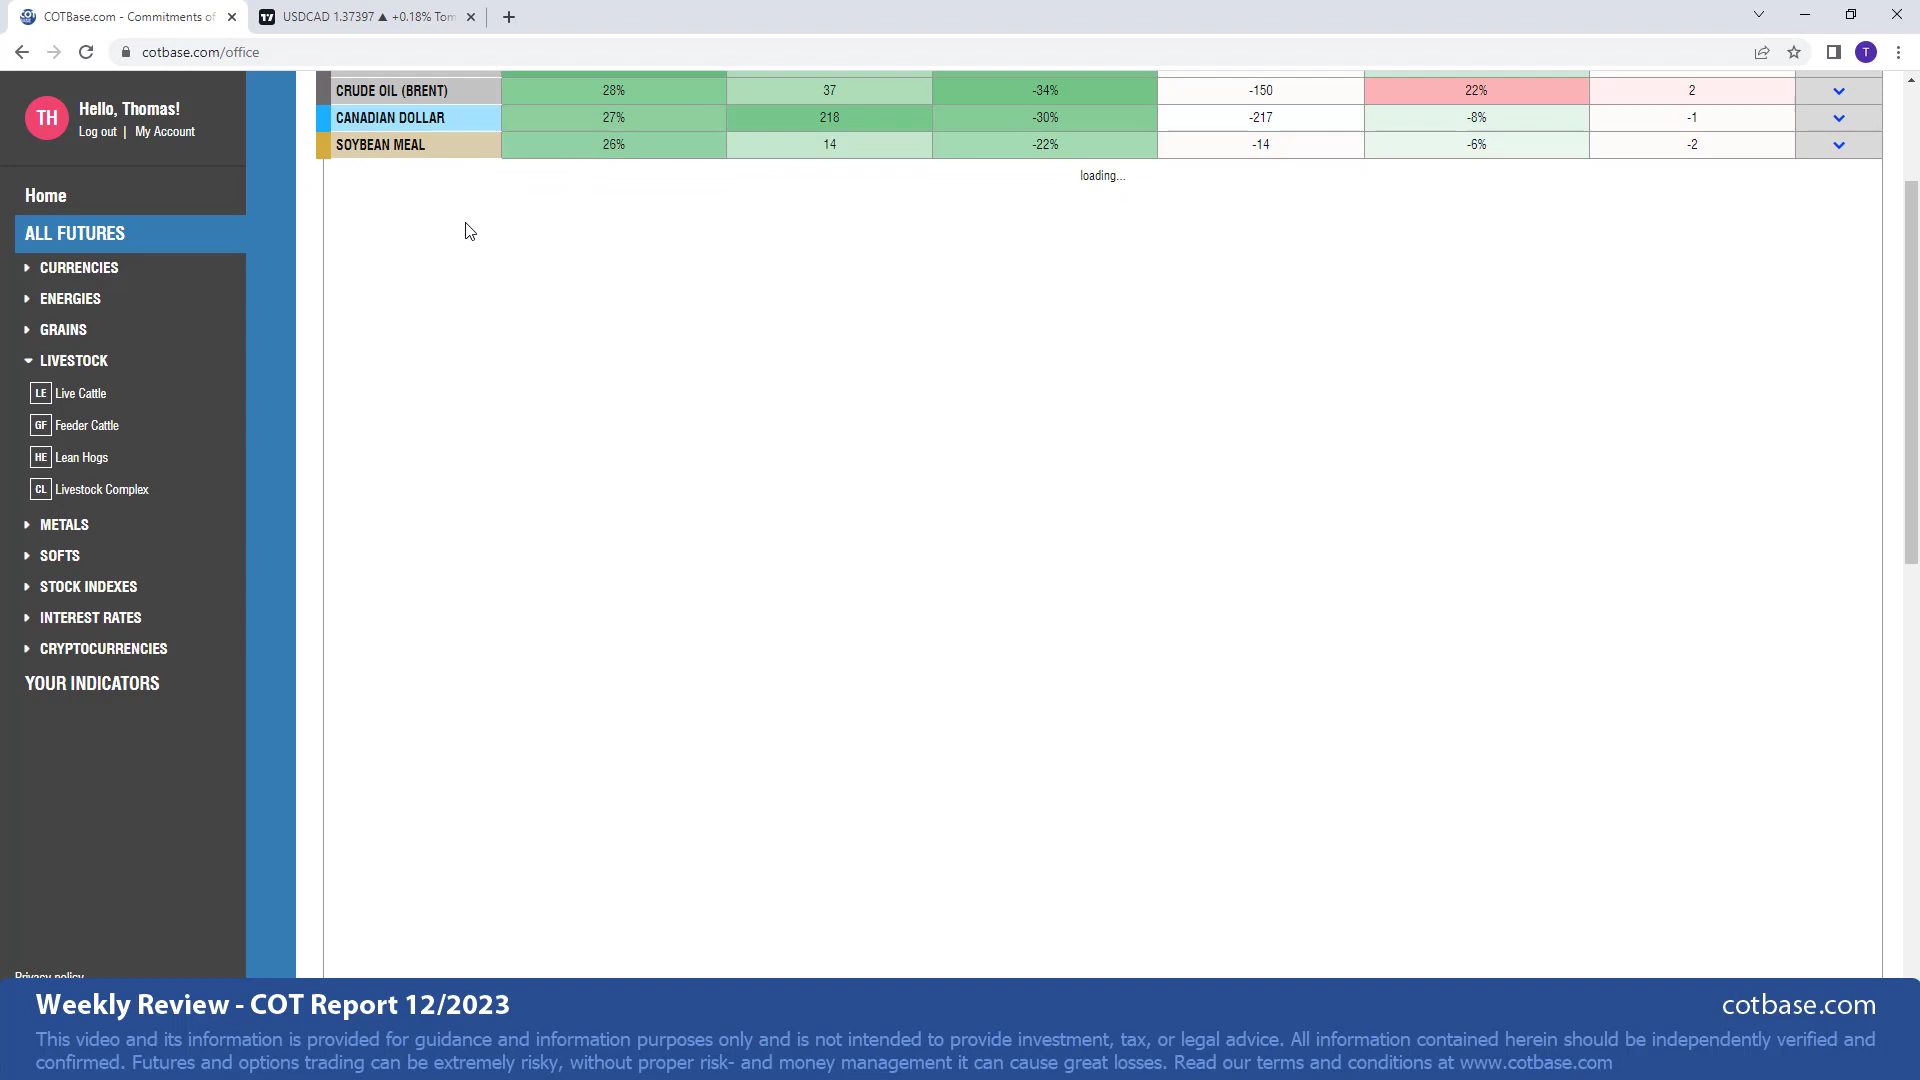 COTBase.com - Commitments of
USDCAD 1.37397 ▲ +0.18% Tom
cotbase.com/office
T
TH
Hello, Thomas!
Log out | My Account
Home
ALL FUTURES
CURRENCIES
ENERGIES
GRAINS
LIVESTOCK
LE Live Cattle
GF Feeder Cattle
HE Lean Hogs
CL Livestock Complex
METALS
SOFTS
STOCK INDEXES
INTEREST RATES
CRYPTOCURRENCIES
YOUR INDICATORS
Privacy policy
CRUDE OIL (BRENT) 28% 37 -34% -150 22% 2
CANADIAN DOLLAR 27% 218 -30% -217 -8% -1
SOYBEAN MEAL 26% 14 -22% -14 -6% -2
loading...
Weekly Review - COT Report 12/2023
cotbase.com
This video and its information is provided for guidance and information purposes only and is not intended to provide investment, tax, or legal advice. All information contained herein should be independently verified and
confirmed. Futures and options trading can be extremely risky, without proper risk- and money management it can cause great losses. Read our terms and conditions at www.cotbase.com